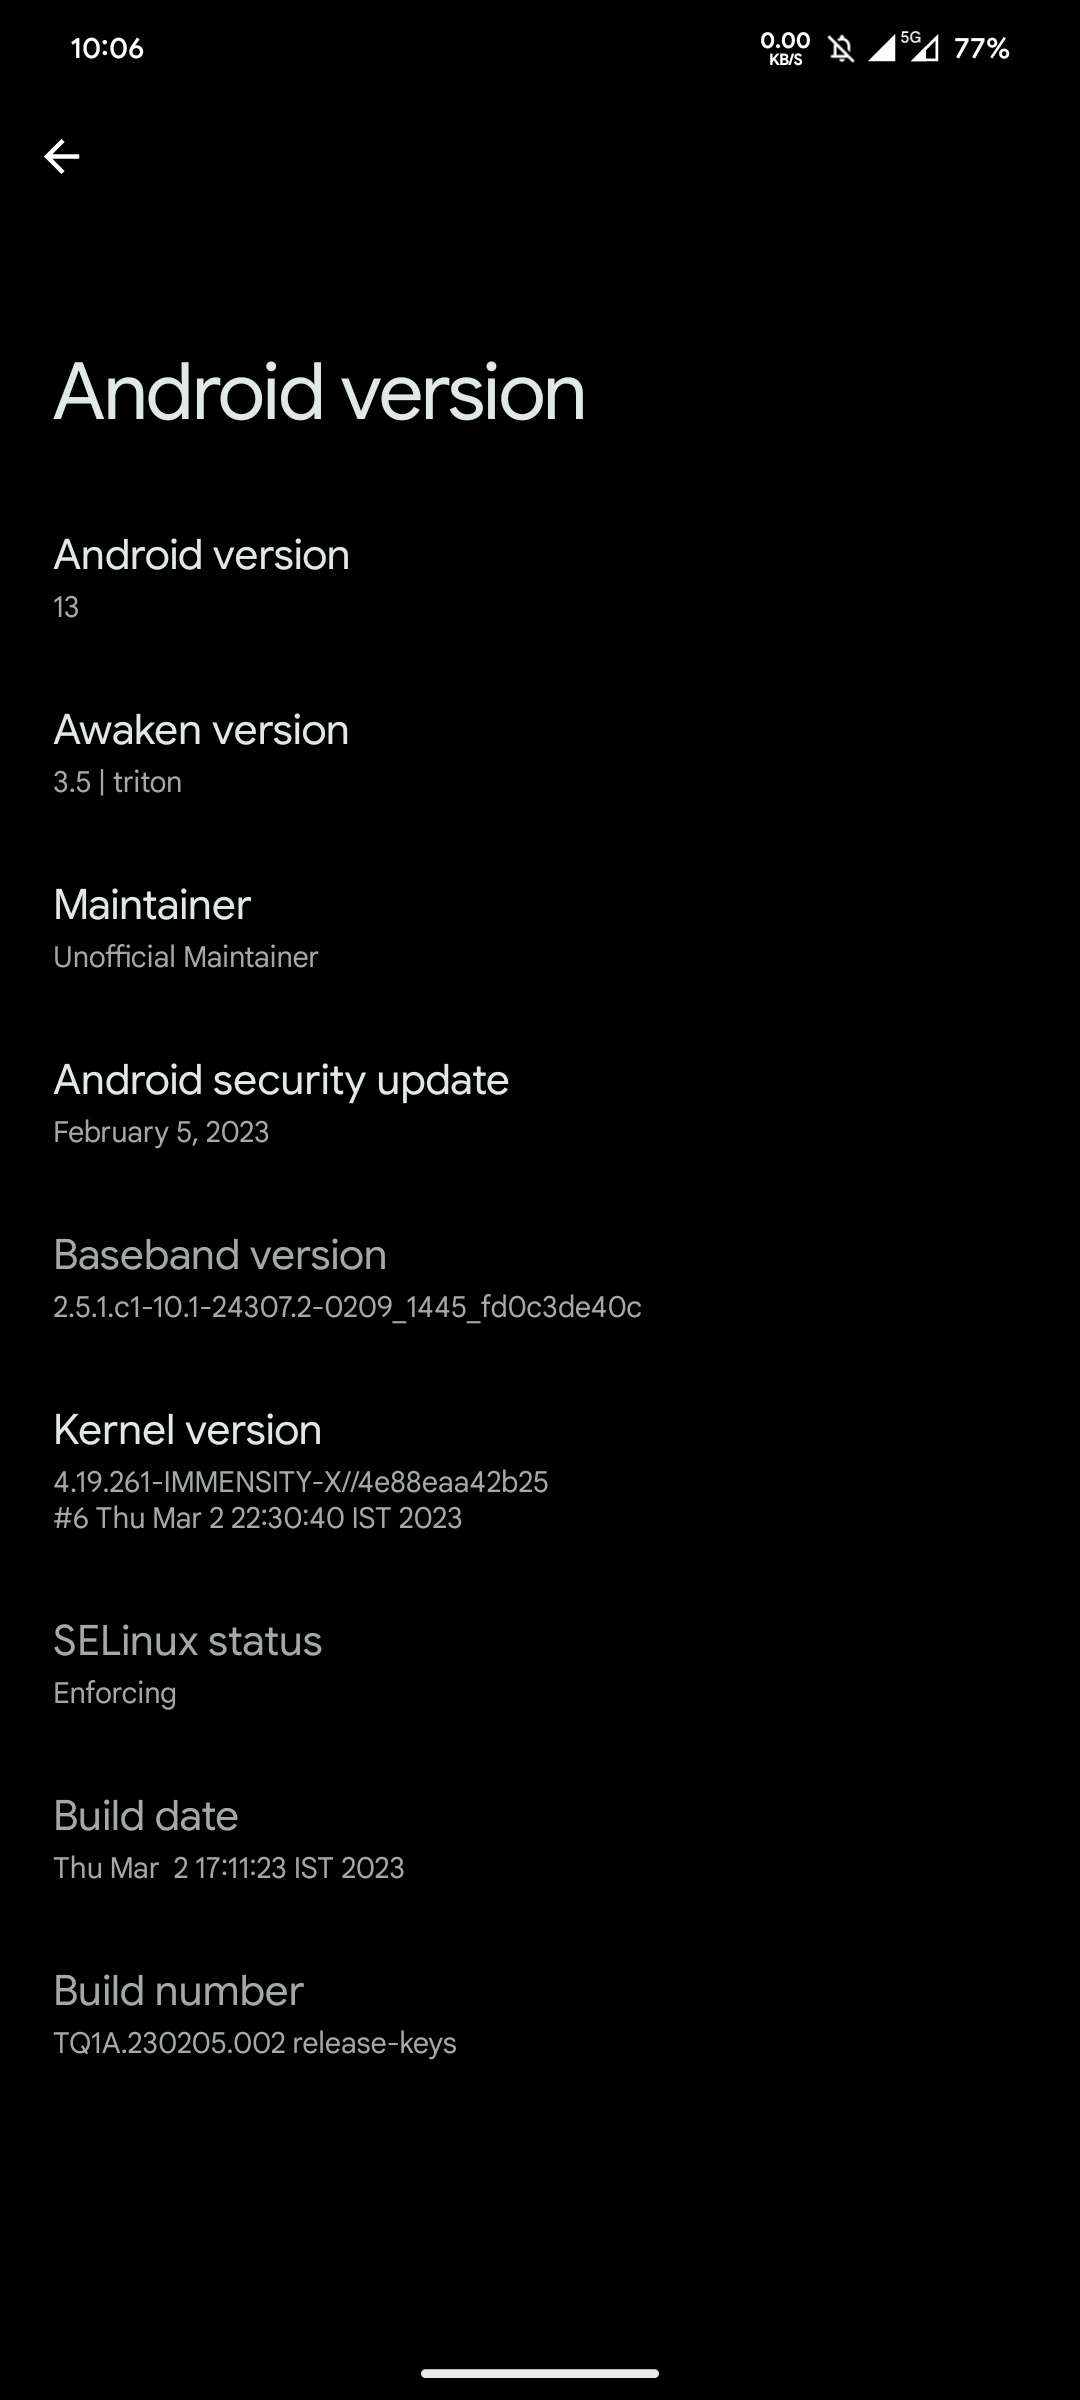 10:06
0.00
KB/S
5G
77%
Android version
Android version
13
Awaken version
3.5 | triton
Maintainer
Unofficial Maintainer
Android security update
February 5, 2023
Baseband version
2.5.1.c1-10.1-24307.2-0209_1445_fd0c3de40c
Kernel version
4.19.261-IMMENSITY-X//4e88eaa42b25
#6 Thu Mar 2 22:30:40 IST 2023
SELinux status
Enforcing
Build date
Thu Mar  2 17:11:23 IST 2023
Build number
TQ1A.230205.002 release-keys